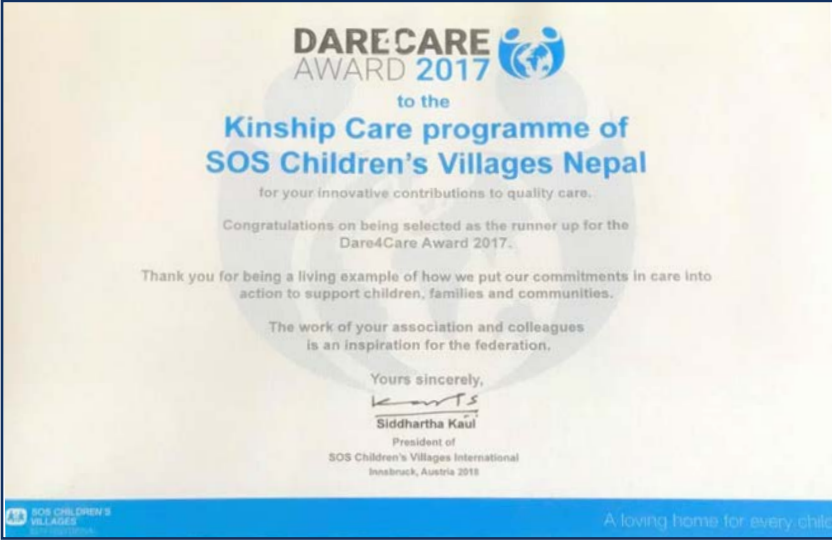 DARE4CARE
AWARD 2017
to the
Kinship Care programme of
SOS Children's Villages Nepal
for your innovative contributions to quality care.
Congratulations on being selected as the runner up for the
Dare4Care Award 2017.
Thank you for being a living example of how we put our commitments in care into
action to support children, families and communities.
The work of your association and colleagues
is an inspiration for the federation.
Yours sincerely,
Siddhartha Kaul
President of
SOS Children's Villages International
Innsbruck, Austria 2018
SOS CHILDREN'S
VILLAGES
A loving home for every child